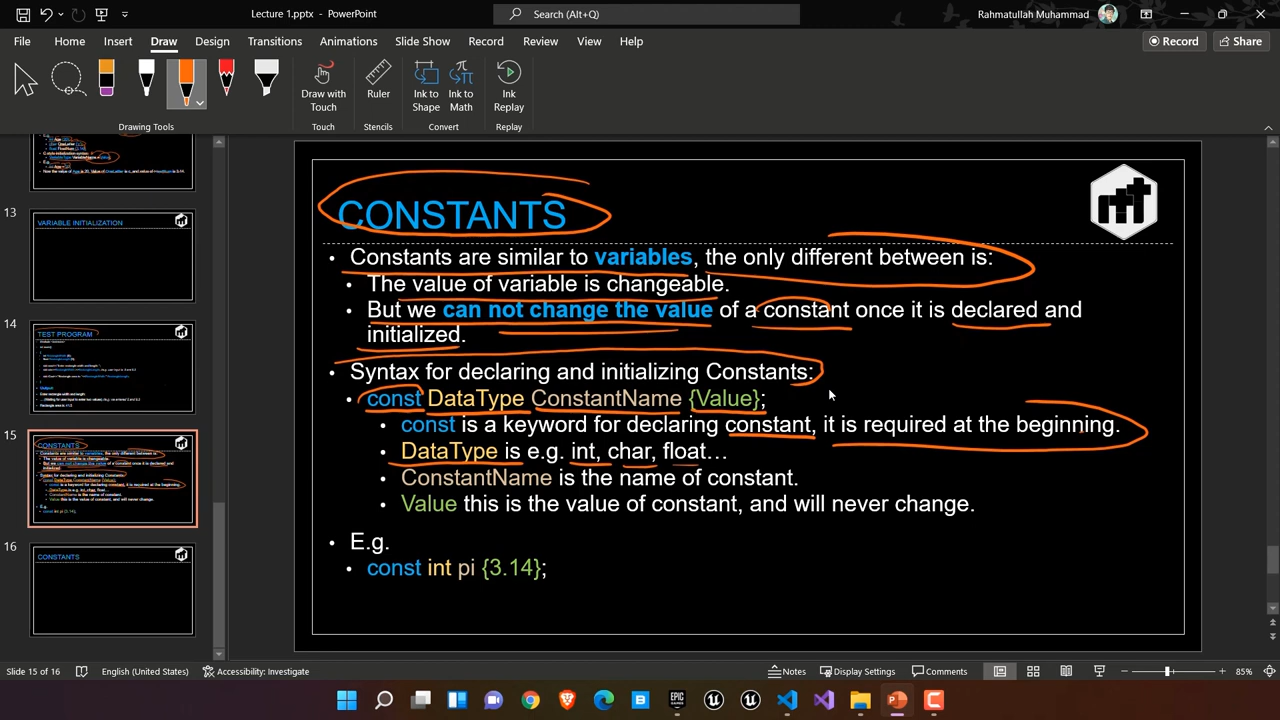 Lecture 1.pptx - PowerPoint
Search (Alt+Q)
Rahmatullah Muhammad
File Home Insert Draw Design Transitions Animations Slide Show Record Review View Help
Record Share
Draw with Touch
Ruler
Ink to Shape
Ink to Math
Ink Replay
Drawing Tools Touch Stencils Convert Replay
13
VARIABLE INITIALIZATION
14
TEST PROGRAM
15
CONSTANTS
16
CONSTANTS
CONSTANTS
• Constants are similar to variables, the only different between is:
• The value of variable is changeable.
• But we can not change the value of a constant once it is declared and
initialized.
• Syntax for declaring and initializing Constants:
• const DataType ConstantName {Value};
• const is a keyword for declaring constant, it is required at the beginning.
• DataType is e.g. int, char, float…
• ConstantName is the name of constant.
• Value this is the value of constant, and will never change.
• E.g.
• const int pi {3.14};
Slide 15 of 16 English (United States) Accessibility: Investigate Notes Display Settings Comments 85%